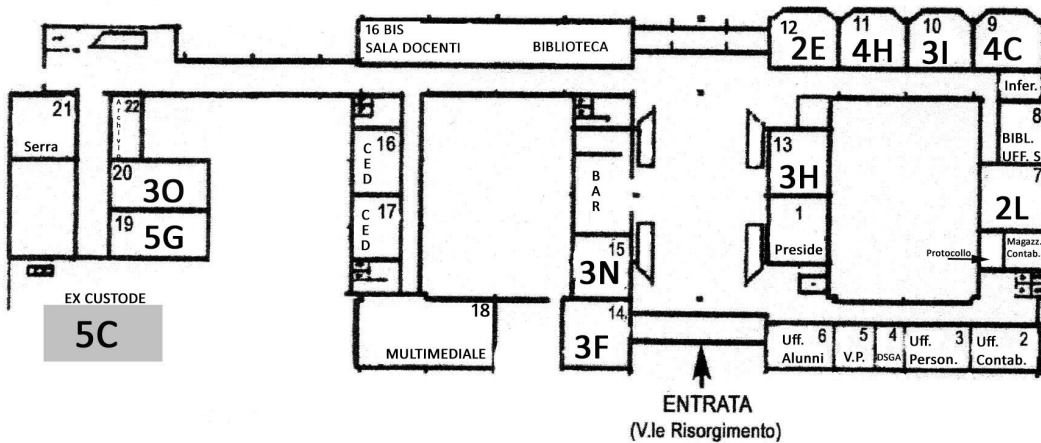 16 BIS
SALA DOCENTI BIBLIOTECA
12
2E
11
4H
10
3I
9
4C
Infer.
8
BIBL.
UFF. S
7
2L
21
Serra
22
Archivio
20
3O
19
5G
16
CED
17
CED
BAR
13
3H
1
Preside
15
3N
Protocollo
Magazz.
Contab.
EX CUSTODE
5C
18
MULTIMEDIALE
14
3F
Uff. 6
Alunni
5
V.P.
4
DSGA
Uff. 3
Person.
Uff. 2
Contab.
ENTRATA
(V.le Risorgimento)